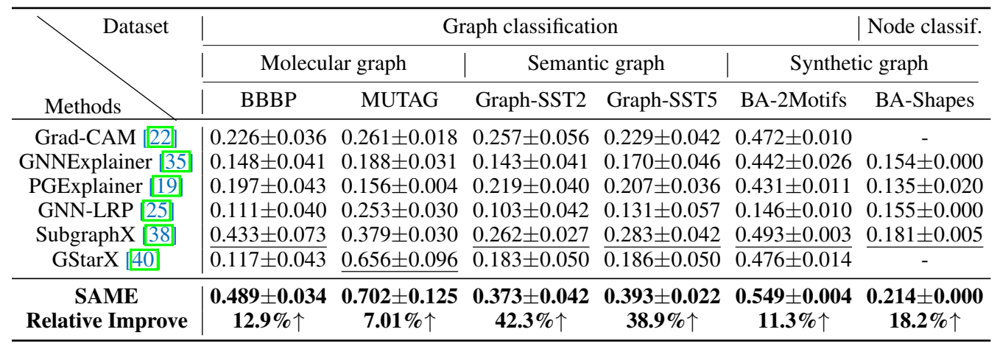 Dataset Graph classification Node classif.
Molecular graph Semantic graph Synthetic graph
Methods BBBP MUTAG Graph-SST2 Graph-SST5 BA-2Motifs BA-Shapes
Grad-CAM [22] 0.226±0.036 0.261±0.018 0.257±0.056 0.229±0.042 0.472±0.010 -
GNNExplainer [35] 0.148±0.041 0.188±0.031 0.143±0.041 0.170±0.046 0.442±0.026 0.154±0.000
PGExplainer [19] 0.197±0.043 0.156±0.004 0.219±0.040 0.207±0.036 0.431±0.011 0.135±0.020
GNN-LRP [25] 0.111±0.040 0.253±0.030 0.103±0.042 0.131±0.057 0.146±0.010 0.155±0.000
SubgraphX [38] 0.433±0.073 0.379±0.030 0.262±0.027 0.283±0.042 0.493±0.003 0.181±0.005
GStarX [40] 0.117±0.043 0.656±0.096 0.183±0.050 0.186±0.050 0.476±0.014 -
SAME 0.489±0.034 0.702±0.125 0.373±0.042 0.393±0.022 0.549±0.004 0.214±0.000
Relative Improve 12.9%↑ 7.01%↑ 42.3%↑ 38.9%↑ 11.3%↑ 18.2%↑